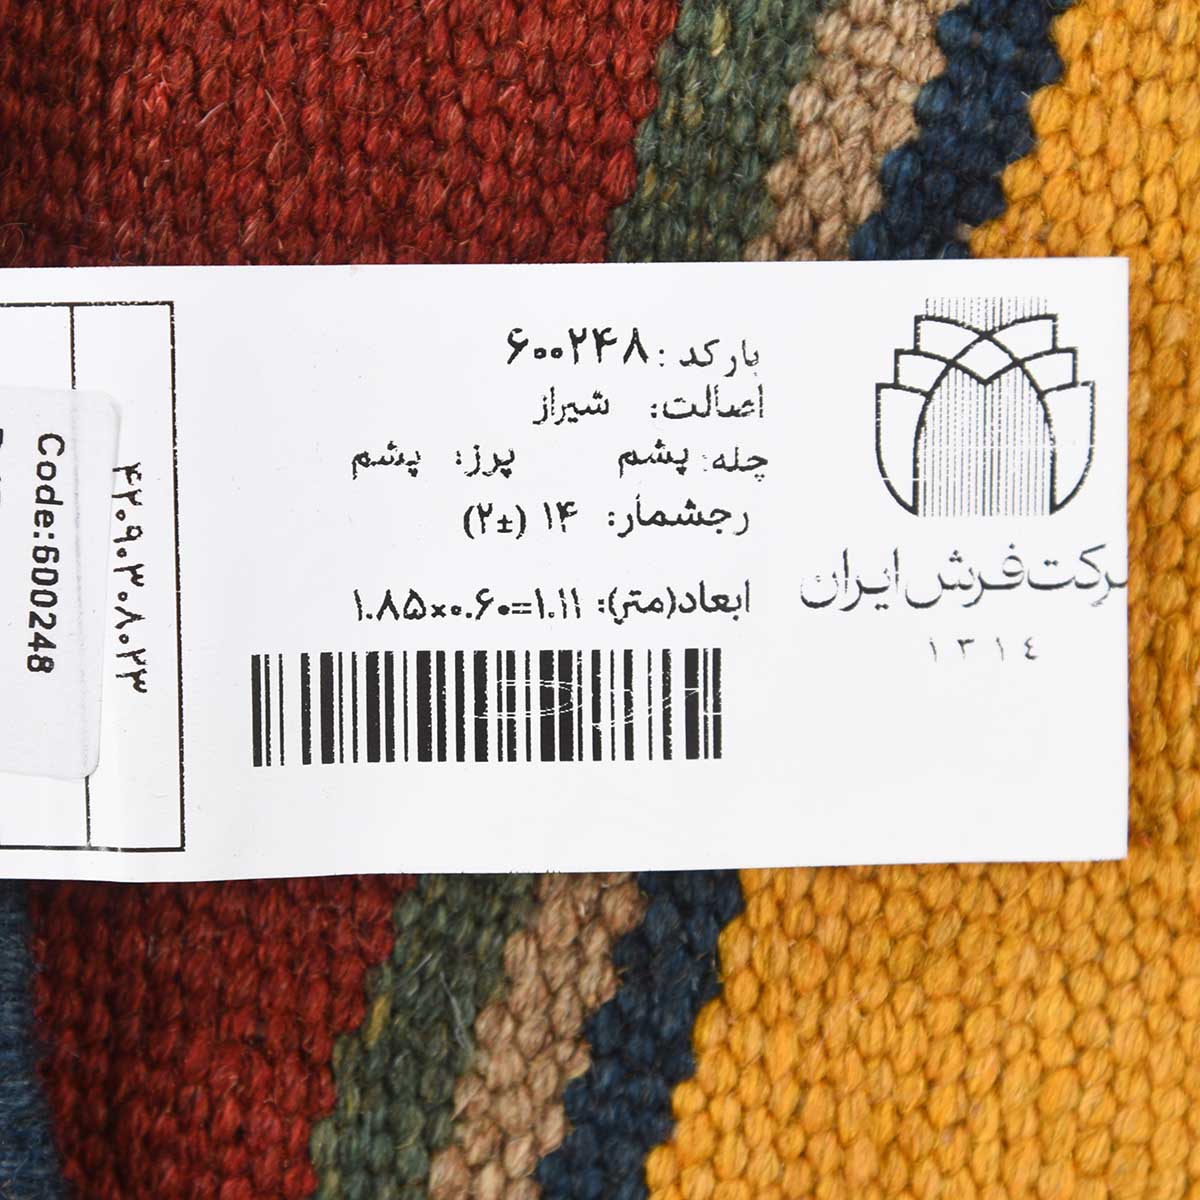 شرکت فرش ایران
۱۳۱۴
بارکد: ۶۰۰۲۴۸
اصالت: شیراز
چله: پشم پرز: پشم
رجشمار: ۱۴ (±۲)
ابعاد(متر): ۱.۸۵×۰.۶۰=۱.۱۱
۴۲۰۹۰۳۰۸۰۲۳
Code:600248